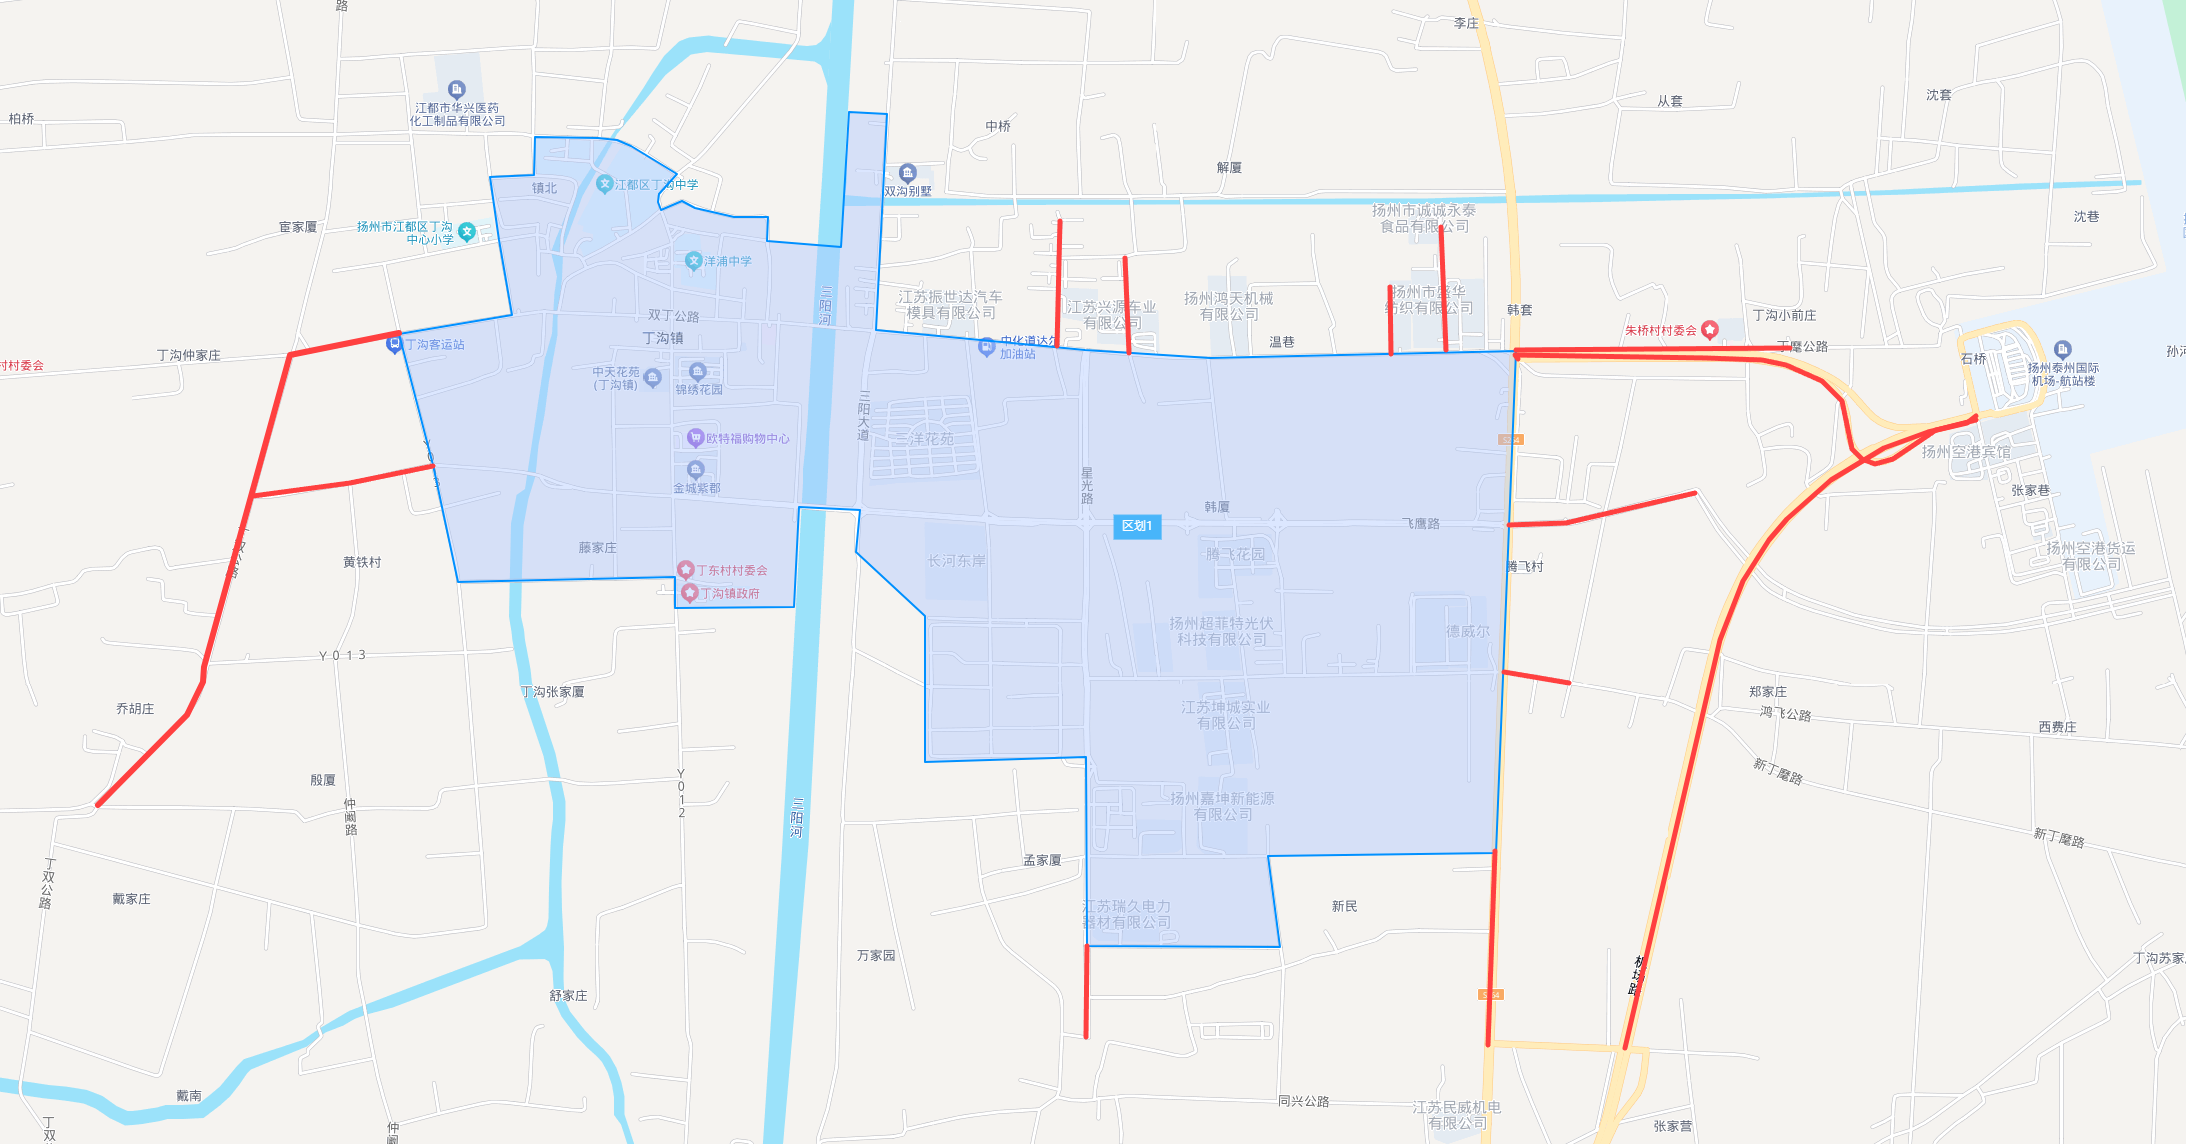 路
李庄
江都市华兴医药
化工制品有限公司
柏桥
从套
沈套
中桥
解厦
镇北
江都区丁沟中学
双沟别墅
宦家厦
扬州市江都区丁沟
中心小学
扬州市诚诚永泰
食品有限公司
沈巷
洋浦中学
三阳河
江苏振世达汽车
模具有限公司
江苏兴源车业
有限公司
扬州鸿天机械
有限公司
扬州市盛华
纺织有限公司
韩套
双丁公路
丁沟镇
丁沟客运站
丁沟仲家庄
村村委会
加油站
温巷
朱桥村村委会
丁沟小前庄
丁麾公路
石桥
扬州泰州国际
机场-航站楼
中天花苑
(丁沟镇)
锦绣花园
三阳大道
欧特福购物中心
三洋花苑
金城紫郡
星光路
韩厦
区划1
飞鹰路
扬州空港宾馆
张家巷
黄铁村
藤家庄
丁东村村委会
丁沟镇政府
长河东岸
腾飞花园
腾飞村
扬州空港货运
有限公司
扬州超菲特光伏
科技有限公司
德威尔
Y013
丁沟张家厦
乔胡庄
江苏坤城实业
有限公司
郑家庄
鸿飞公路
西费庄
新丁麾路
殷厦
仲阚路
Y012
三阳河
扬州嘉坤新能源
有限公司
新丁麾路
孟家厦
丁双公路
戴家庄
江苏瑞久电力
器材有限公司
新民
万家园
机场路
舒家庄
戴南
同兴公路
江苏民威机电
有限公司
张家营
丁双
仲阚